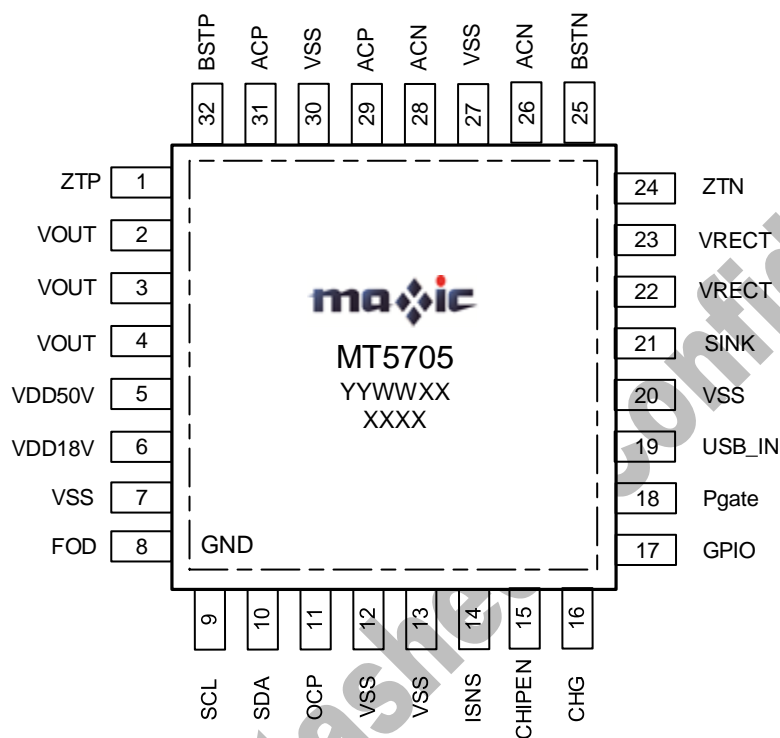 BSTP ACP VSS ACP ACN VSS ACN BSTN
32 31 30 29 28 27 26 25
ZTP 1
VOUT 2
VOUT 3
VOUT 4
VDD50V 5
VDD18V 6
VSS 7
FOD 8
maxic
MT5705
YYWWXX
XXXX
GND
24 ZTN
23 VRECT
22 VRECT
21 SINK
20 VSS
19 USB_IN
18 Pgate
17 GPIO
9 10 11 12 13 14 15 16
SCL SDA OCP VSS VSS ISNS CHIPEN CHG